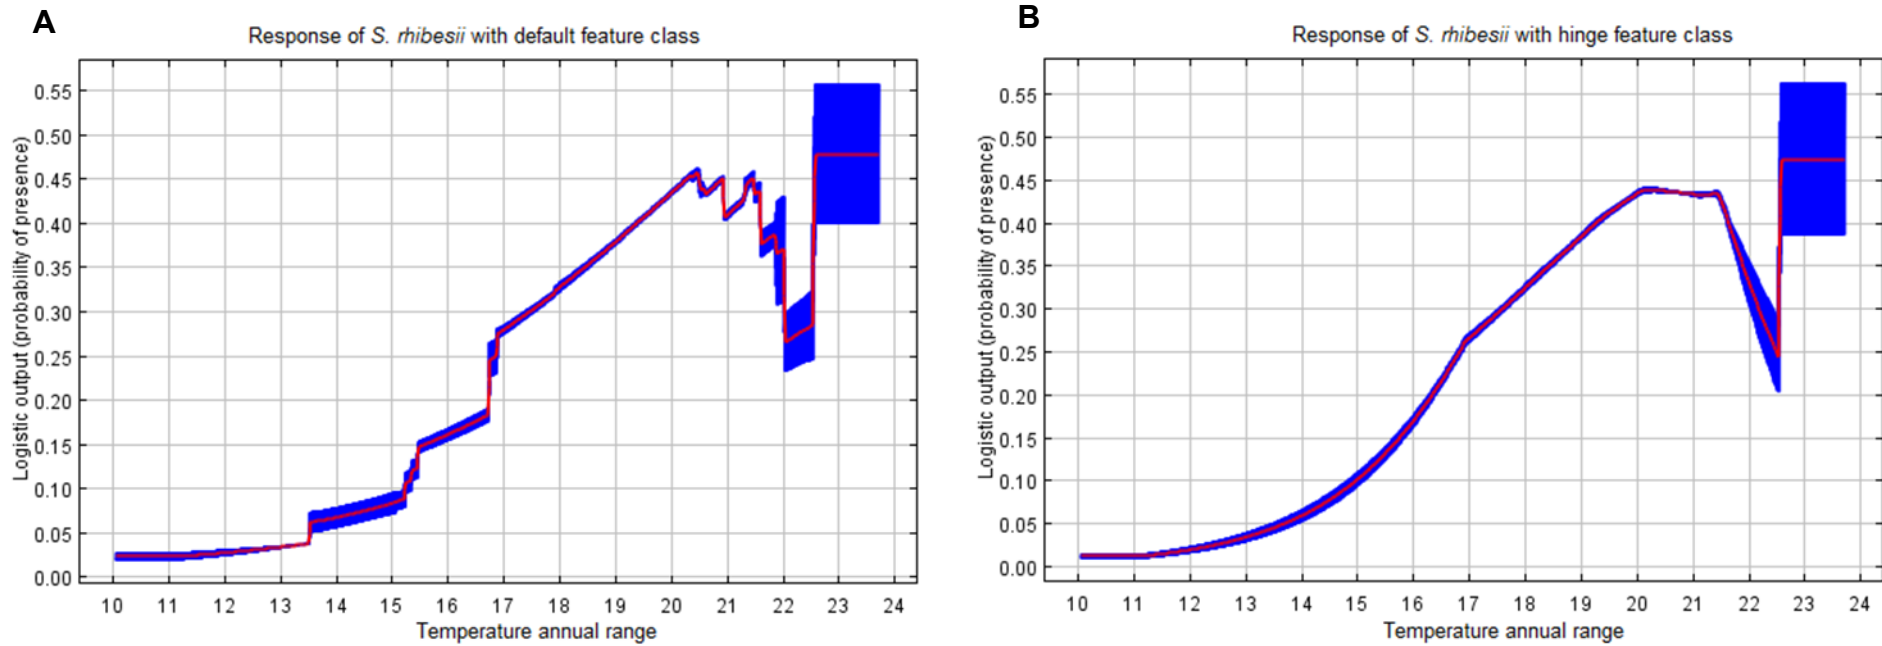 A
Response of S. rhibesii with default feature class
Logistic output (probability of presence)
0.55
0.50
0.45
0.40
0.35
0.30
0.25
0.20
0.15
0.10
0.05
0.00
10 11 12 13 14 15 16 17 18 19 20 21 22 23 24
Temperature annual range
B
Response of S. rhibesii with hinge feature class
Logistic output (probability of presence)
0.55
0.50
0.45
0.40
0.35
0.30
0.25
0.20
0.15
0.10
0.05
0.00
10 11 12 13 14 15 16 17 18 19 20 21 22 23 24
Temperature annual range